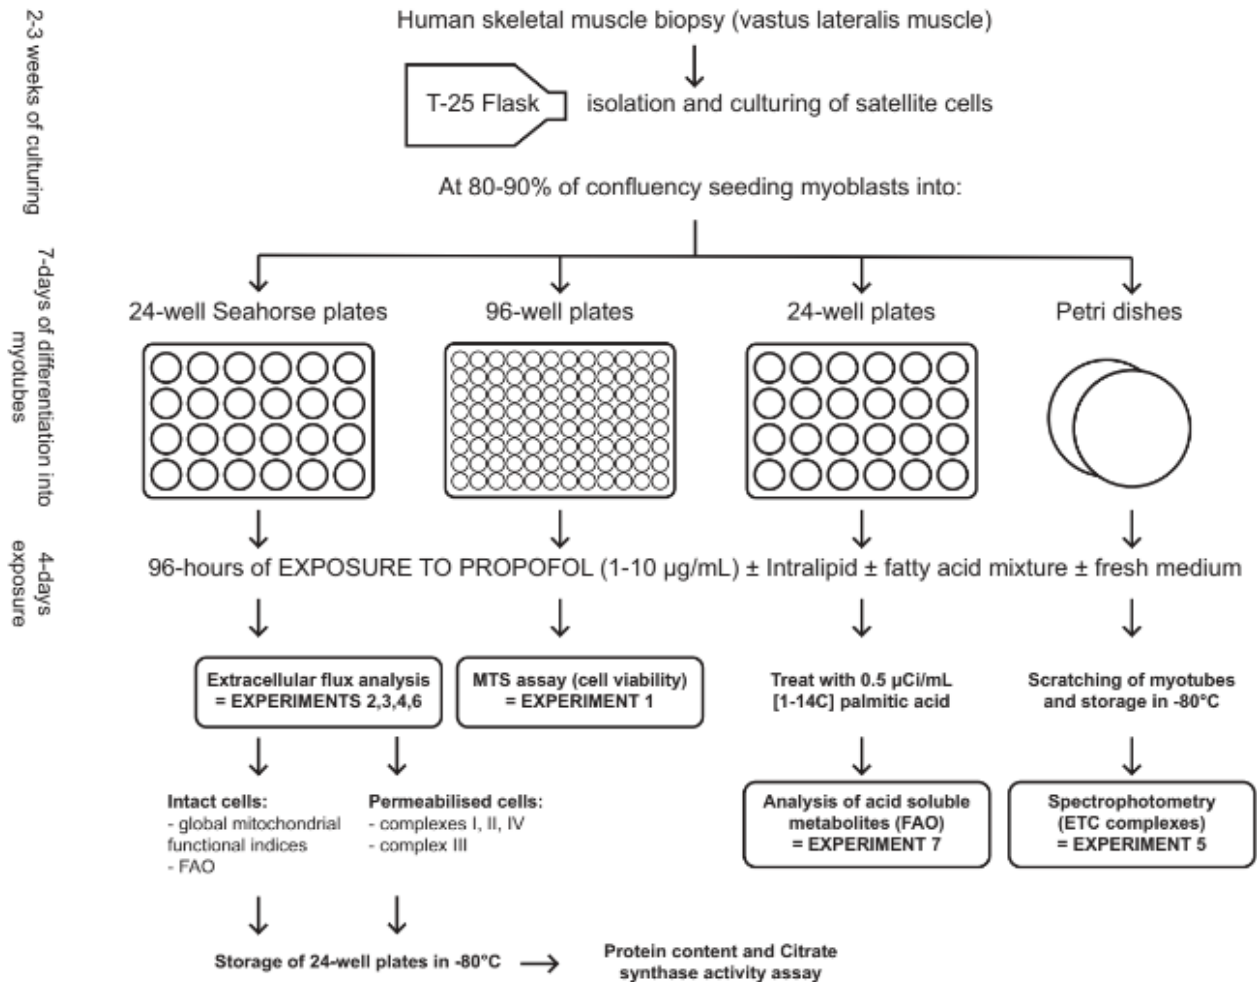 Human skeletal muscle biopsy (vastus lateralis muscle)
T-25 Flask
isolation and culturing of satellite cells
At 80-90% of confluency seeding myoblasts into:
2-3 weeks of culturing
7-days of differentiation into
myotubes
4-days
exposure
24-well Seahorse plates
96-well plates
24-well plates
Petri dishes
96-hours of EXPOSURE TO PROPOFOL (1-10 µg/mL) ± Intralipid ± fatty acid mixture ± fresh medium
Extracellular flux analysis
= EXPERIMENTS 2,3,4,6
MTS assay (cell viability)
= EXPERIMENT 1
Treat with 0.5 µCi/mL
[1-14C] palmitic acid
Scratching of myotubes
and storage in -80°C
Intact cells:
- global mitochondrial
functional indices
- FAO
Permeabilised cells:
- complexes I, II, IV
- complex III
Analysis of acid soluble
metabolites (FAO)
= EXPERIMENT 7
Spectrophotometry
(ETC complexes)
= EXPERIMENT 5
Storage of 24-well plates in -80°C
Protein content and Citrate
synthase activity assay